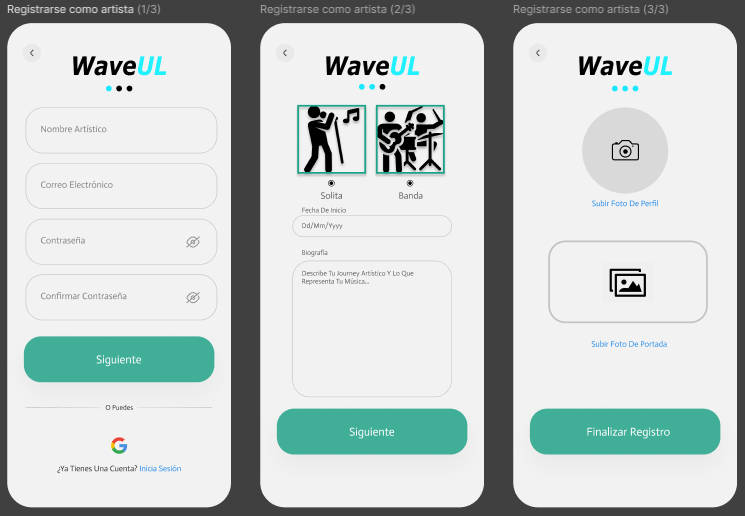 Registrarse como artista (1/3)
WaveUL
Nombre Artístico
Correo Electrónico
Contraseña
Confirmar Contraseña
Siguiente
O Puedes
¿Ya Tienes Una Cuenta? Inicia Sesión
Registrarse como artista (2/3)
WaveUL
Solita
Banda
Fecha De Inicio
Dd/Mm/Yyyy
Biografía
Describe Tu Journey Artístico Y Lo Que
Representa Tu Música...
Siguiente
Registrarse como artista (3/3)
WaveUL
Subir Foto De Perfil
Subir Foto De Portada
Finalizar Registro